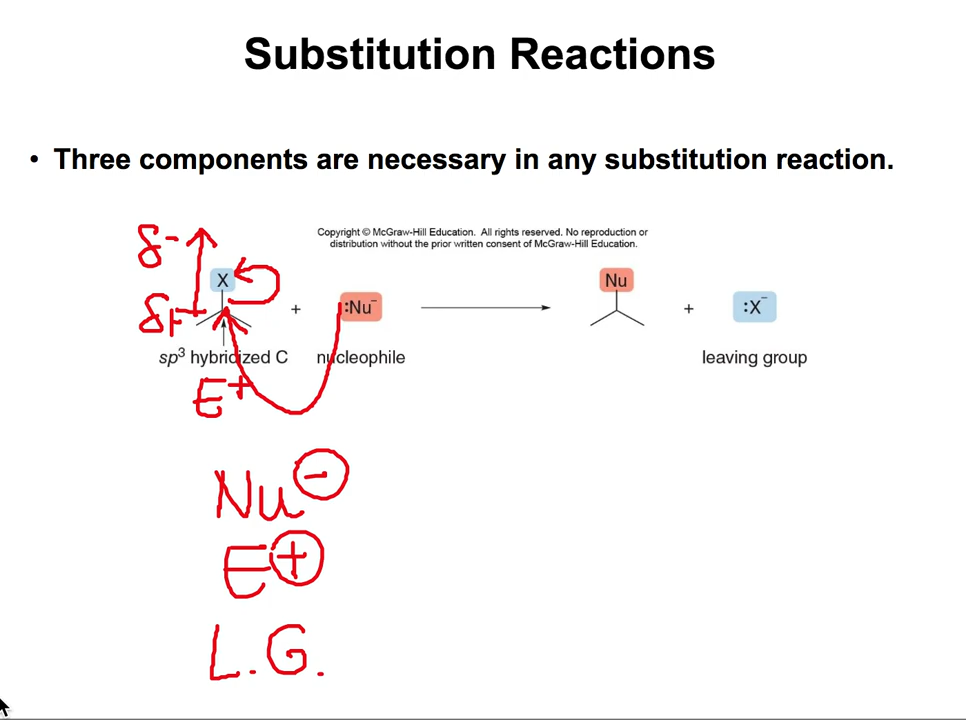 Substitution Reactions
• Three components are necessary in any substitution reaction.
Copyright © McGraw-Hill Education. All rights reserved. No reproduction or
distribution without the prior written consent of McGraw-Hill Education.
δ-
X
Nu
δ+
+
:Nu⁻
+
:X⁻
sp³ hybridized C
nucleophile
leaving group
E+
Nu⊖
E⊕
L.G.